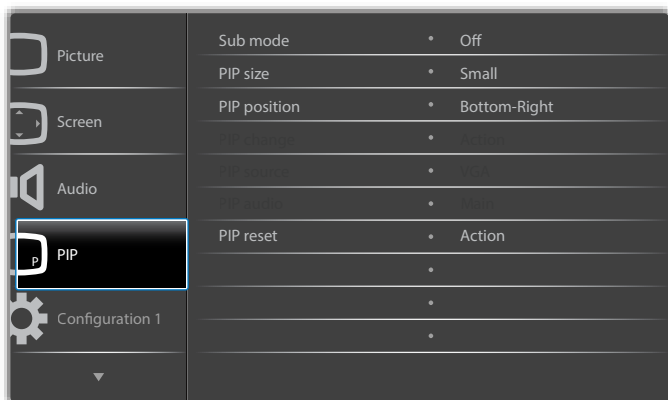 Picture
Screen
Audio
P
PIP
Configuration 1
Sub mode • Off
PIP size • Small
PIP position • Bottom-Right
PIP change • Action
PIP source • VGA
PIP audio • Main
PIP reset • Action